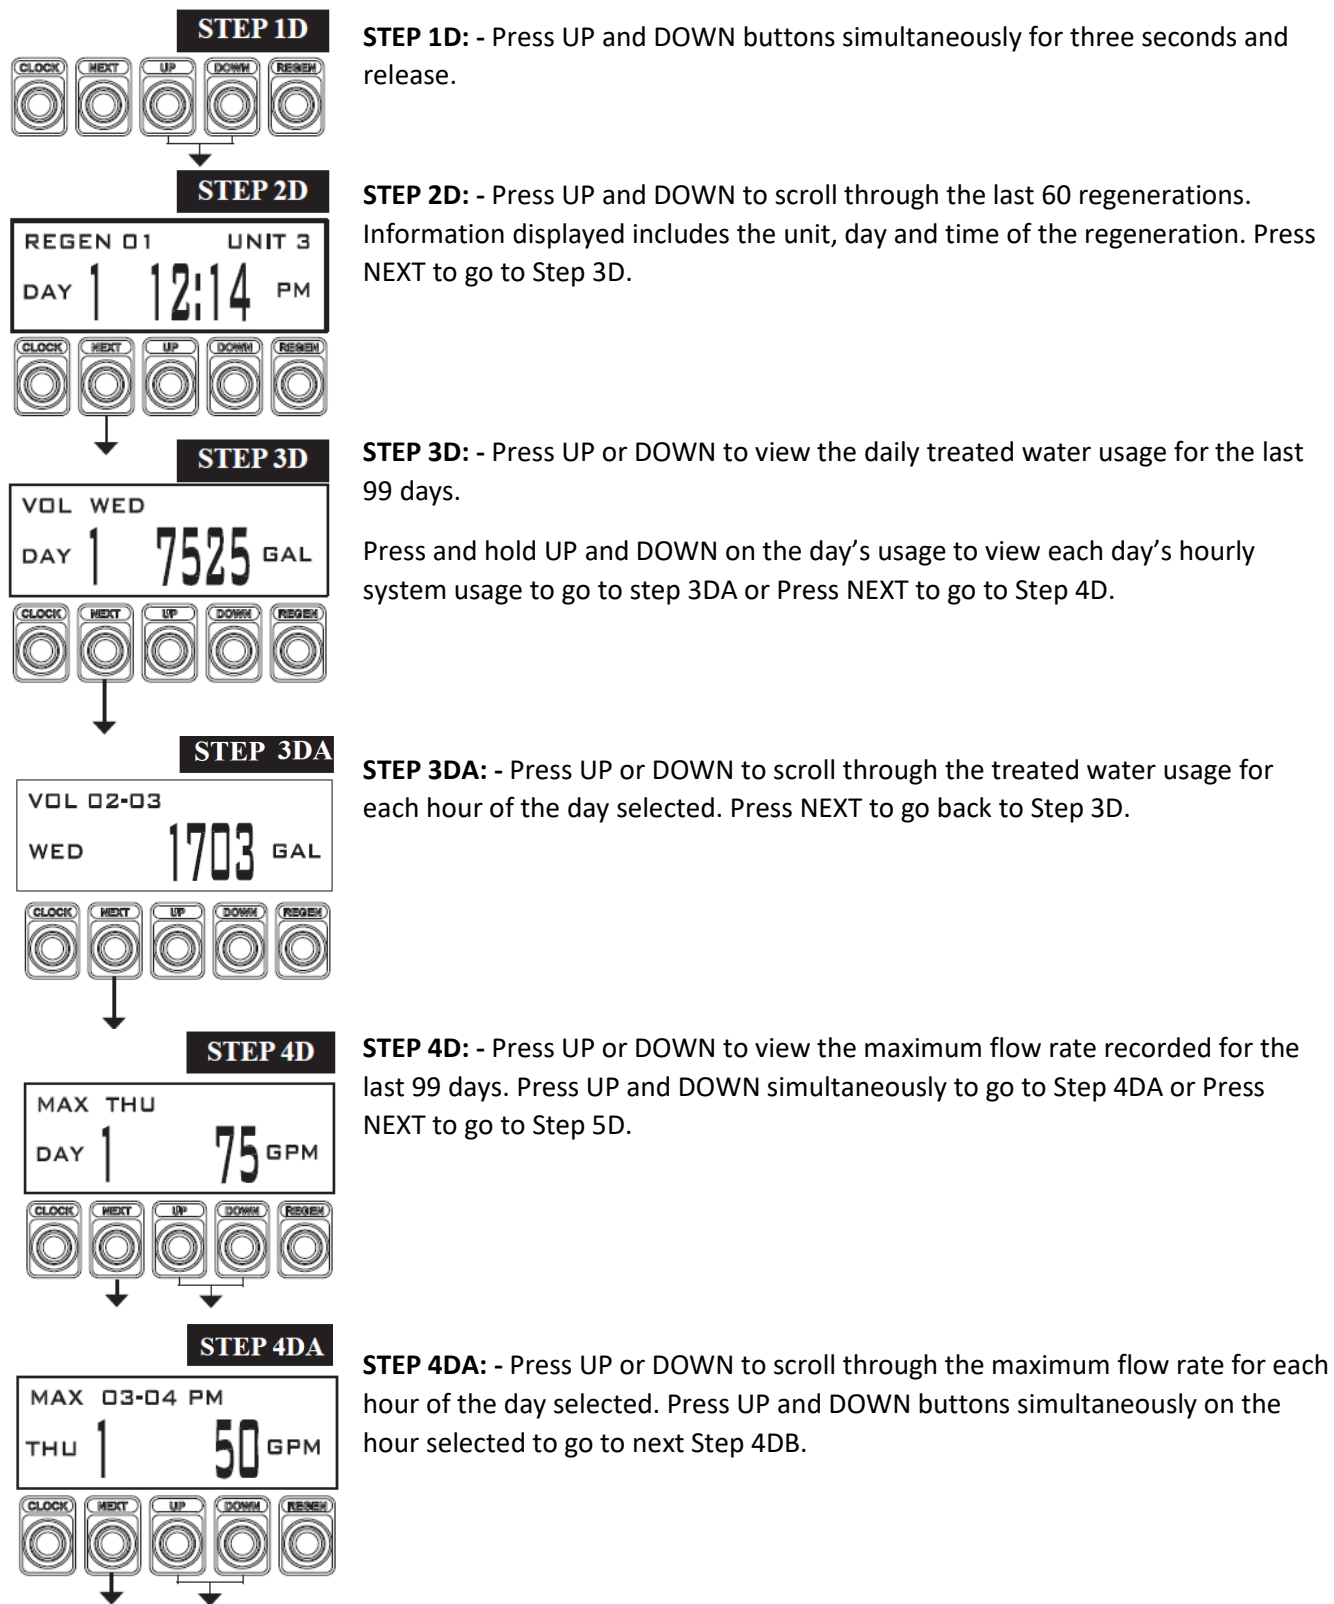 STEP 1D
STEP 1D: - Press UP and DOWN buttons simultaneously for three seconds and
release.
CLOCK NEXT UP DOWN REGEN
STEP 2D
STEP 2D: - Press UP and DOWN to scroll through the last 60 regenerations.
Information displayed includes the unit, day and time of the regeneration. Press
NEXT to go to Step 3D.
REGEN 01 UNIT 3
DAY 1 12:14 PM
CLOCK NEXT UP DOWN REGEN
STEP 3D
STEP 3D: - Press UP or DOWN to view the daily treated water usage for the last
99 days.
Press and hold UP and DOWN on the day’s usage to view each day’s hourly
system usage to go to step 3DA or Press NEXT to go to Step 4D.
VOL WED
DAY 1 7525 GAL
CLOCK NEXT UP DOWN REGEN
STEP 3DA
STEP 3DA: - Press UP or DOWN to scroll through the treated water usage for
each hour of the day selected. Press NEXT to go back to Step 3D.
VOL 02-03
WED 1703 GAL
CLOCK NEXT UP DOWN REGEN
STEP 4D
STEP 4D: - Press UP or DOWN to view the maximum flow rate recorded for the
last 99 days. Press UP and DOWN simultaneously to go to Step 4DA or Press
NEXT to go to Step 5D.
MAX THU
DAY 1 75 GPM
CLOCK NEXT UP DOWN REGEN
STEP 4DA
STEP 4DA: - Press UP or DOWN to scroll through the maximum flow rate for each
hour of the day selected. Press UP and DOWN buttons simultaneously on the
hour selected to go to next Step 4DB.
MAX 03-04 PM
THU 1 50 GPM
CLOCK NEXT UP DOWN REGEN